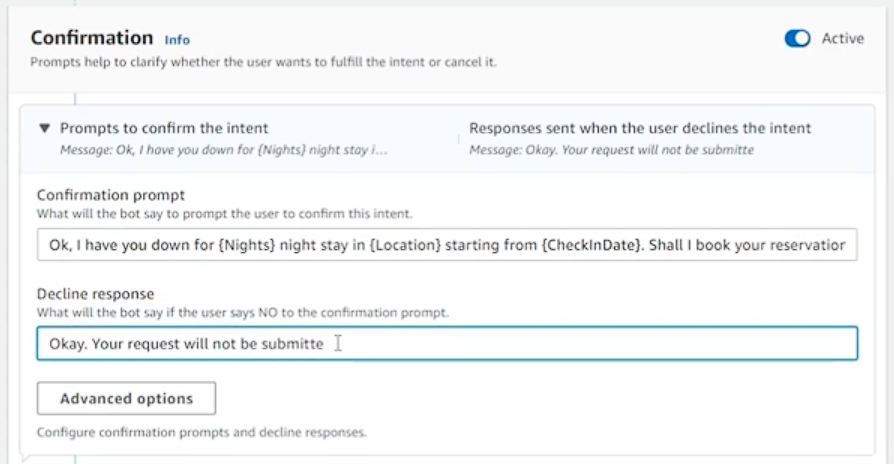 Confirmation Info
Active
Prompts help to clarify whether the user wants to fulfill the intent or cancel it.
Prompts to confirm the intent
Message: Ok, I have you down for {Nights} night stay i...
Responses sent when the user declines the intent
Message: Okay. Your request will not be submitte
Confirmation prompt
What will the bot say to prompt the user to confirm this intent.
Ok, I have you down for {Nights} night stay in {Location} starting from {CheckInDate}. Shall I book your reservation
Decline response
What will the bot say if the user says NO to the confirmation prompt.
Okay. Your request will not be submitte
Advanced options
Configure confirmation prompts and decline responses.